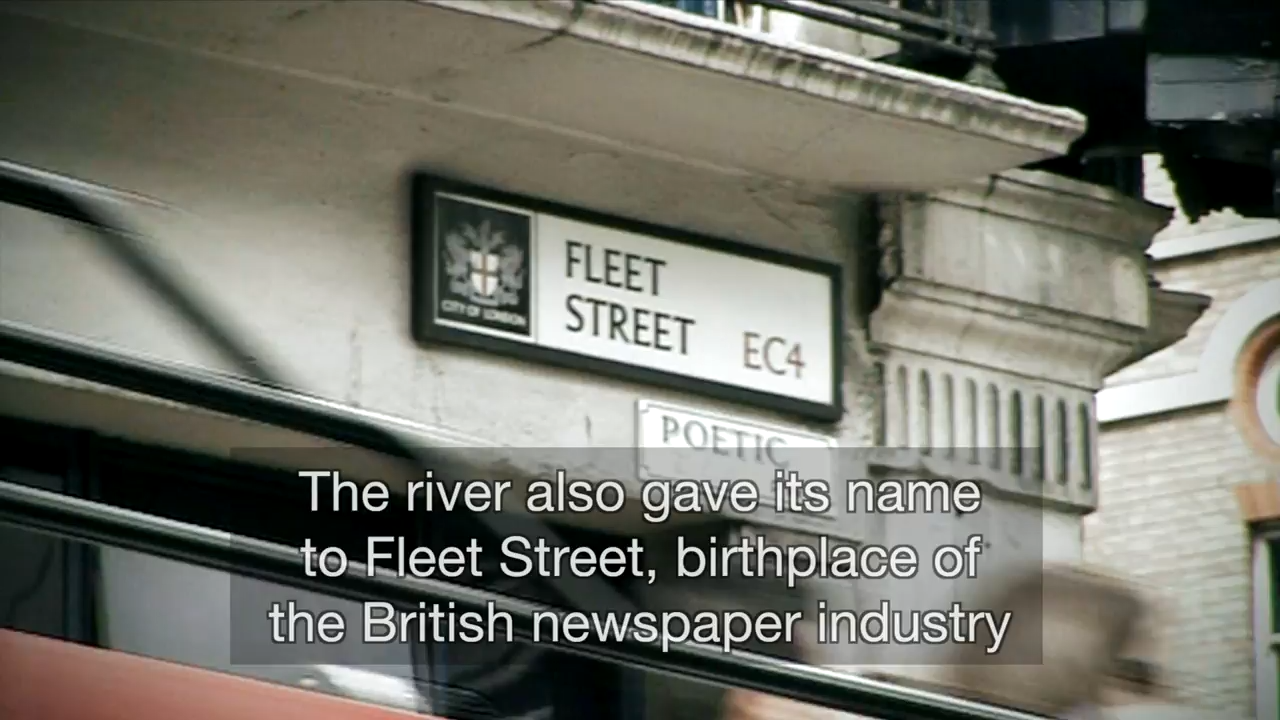 CITY OF LONDON
FLEET
STREET EC4
POETIC
The river also gave its name
to Fleet Street, birthplace of
the British newspaper industry